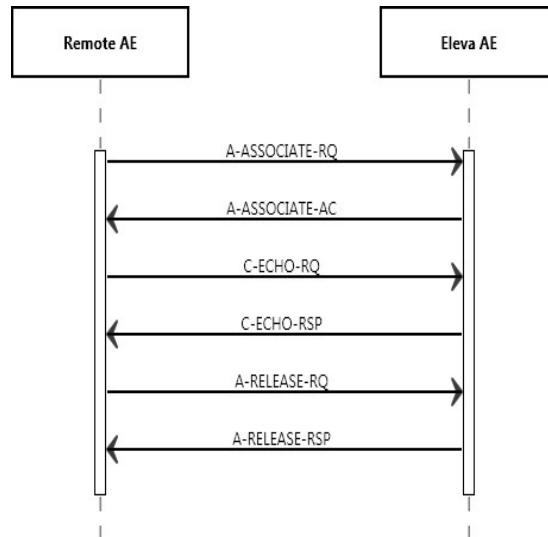 Remote AE
Eleva AE
A-ASSOCIATE-RQ
A-ASSOCIATE-AC
C-ECHO-RQ
C-ECHO-RSP
A-RELEASE-RQ
A-RELEASE-RSP